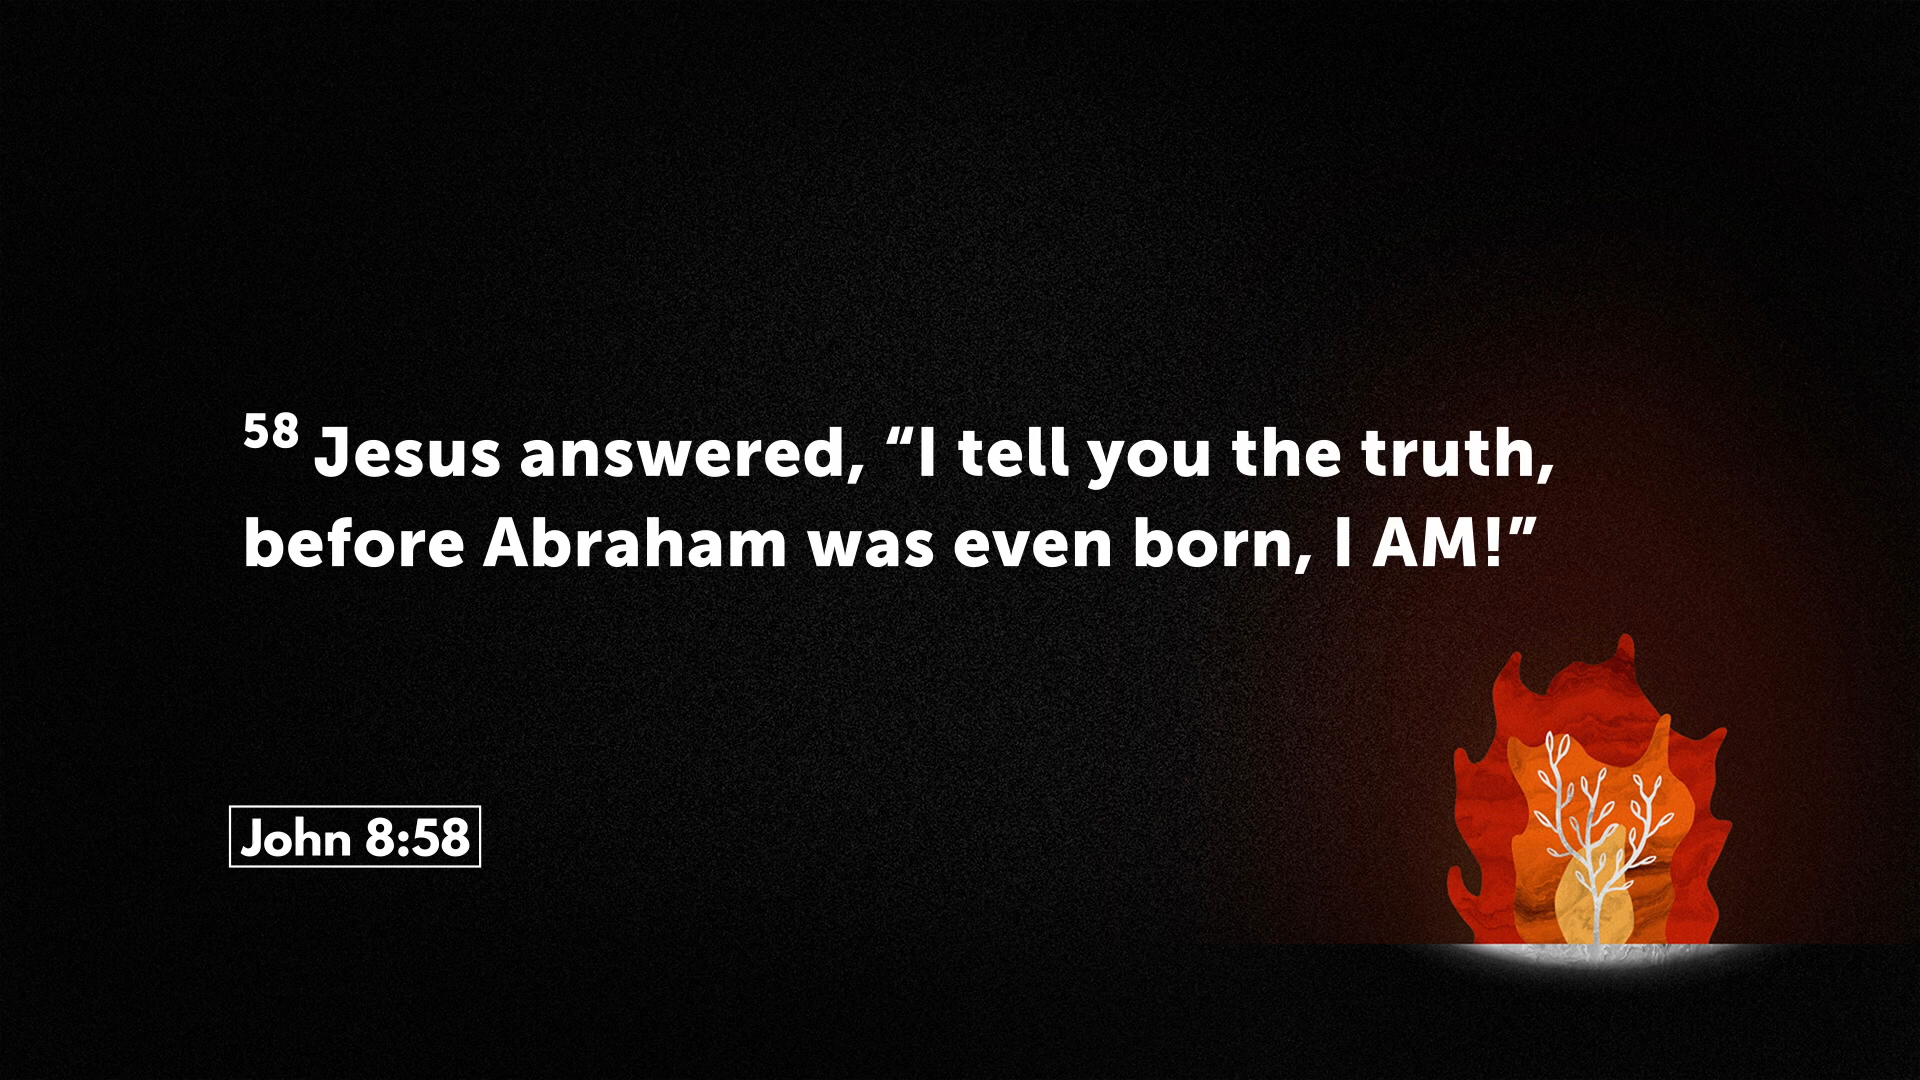 58 Jesus answered, “I tell you the truth,
before Abraham was even born, I AM!”
John 8:58